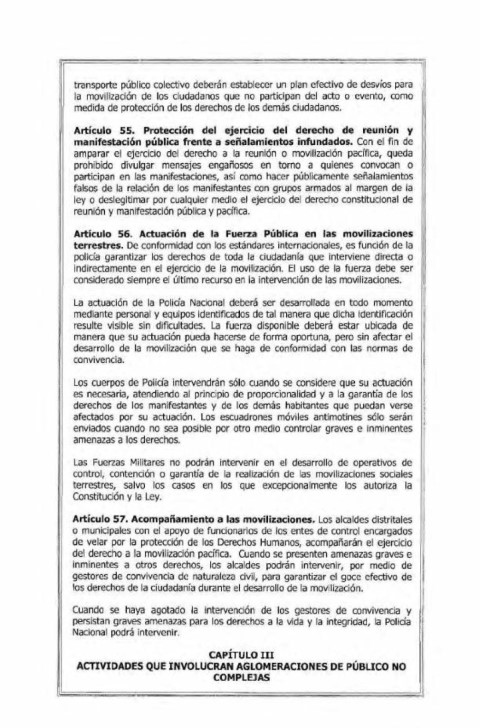 transporte público colectivo deberán establecer un plan efectivo de desvíos para
la movilización de los ciudadanos que no participan del acto o evento, como
medida de protección de los derechos de los demás ciudadanos.
Artículo 55. Protección del ejercicio del derecho de reunión y
manifestación pública frente a señalamientos infundados. Con el fin de
amparar el ejercicio del derecho a la reunión o movilización pacífica, queda
prohibido divulgar mensajes engañosos en torno a quienes convocan o
participan en las manifestaciones, así como hacer públicamente señalamientos
falsos de la relación de los manifestantes con grupos armados al margen de la
ley o deslegitimar por cualquier medio el ejercicio del derecho constitucional de
reunión y manifestación pública y pacífica.
Artículo 56. Actuación de la Fuerza Pública en las movilizaciones
terrestres. De conformidad con los estándares internacionales, es función de la
policía garantizar los derechos de toda la ciudadanía que interviene directa o
indirectamente en el ejercicio de la movilización. El uso de la fuerza debe ser
considerado siempre el último recurso en la intervención de las movilizaciones.
La actuación de la Policía Nacional deberá ser desarrollada en todo momento
mediante personal y equipos identificados de tal manera que dicha identificación
resulte visible sin dificultades. La fuerza disponible deberá estar ubicada de
manera que su actuación pueda hacerse de forma oportuna, pero sin afectar el
desarrollo de la movilización que se haga de conformidad con las normas de
convivencia.
Los cuerpos de Policía intervendrán sólo cuando se considere que su actuación
es necesaria, atendiendo al principio de proporcionalidad y a la garantía de los
derechos de los manifestantes y de los demás habitantes que puedan verse
afectados por su actuación. Los escuadrones móviles antimotines sólo serán
enviados cuando no sea posible por otro medio controlar graves e inminentes
amenazas a los derechos.
Las Fuerzas Militares no podrán intervenir en el desarrollo de operativos de
control, contención o garantía de la realización de las movilizaciones sociales
terrestres, salvo los casos en los que excepcionalmente los autoriza la
Constitución y la Ley.
Artículo 57. Acompañamiento a las movilizaciones. Los alcaldes distritales
o municipales con el apoyo de funcionarios de los entes de control encargados
de velar por la protección de los Derechos Humanos, acompañarán el ejercicio
del derecho a la movilización pacífica. Cuando se presenten amenazas graves e
inminentes a otros derechos, los alcaldes podrán intervenir, por medio de
gestores de convivencia de naturaleza civil, para garantizar el goce efectivo de
los derechos de la ciudadanía durante el desarrollo de la movilización.
Cuando se haya agotado la intervención de los gestores de convivencia y
persistan graves amenazas para los derechos a la vida y la integridad, la Policía
Nacional podrá intervenir.
CAPÍTULO III
ACTIVIDADES QUE INVOLUCRAN AGLOMERACIONES DE PÚBLICO NO
COMPLEJAS